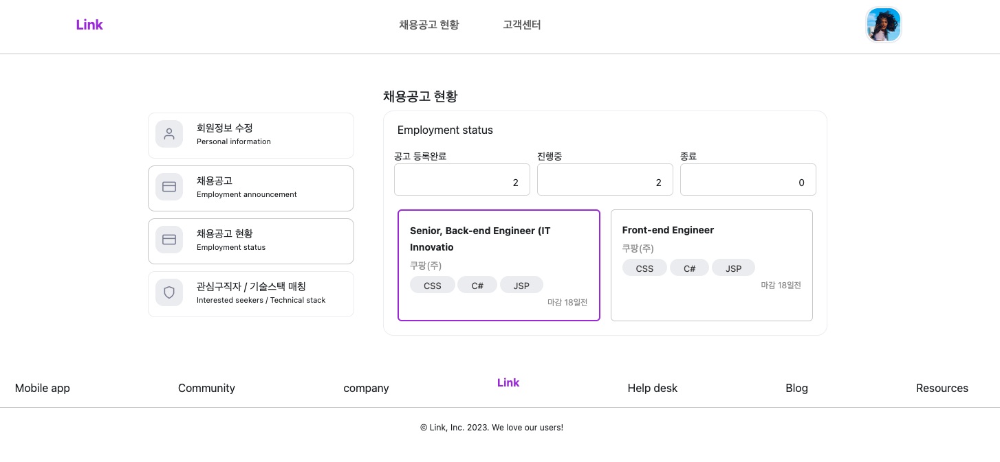 Link
채용공고 현황
고객센터
회원정보 수정
Personal information
채용공고
Employment announcement
채용공고 현황
Employment status
관심구직자 / 기술스택 매칭
Interested seekers / Technical stack
채용공고 현황
Employment status
공고 등록완료
진행중
종료
2
2
0
Senior, Back-end Engineer (IT
Innovatio
쿠팡(주)
CSS
C#
JSP
마감 18일전
Front-end Engineer
쿠팡(주)
CSS
C#
JSP
마감 18일전
Mobile app
Community
company
Link
Help desk
Blog
Resources
© Link, Inc. 2023. We love our users!